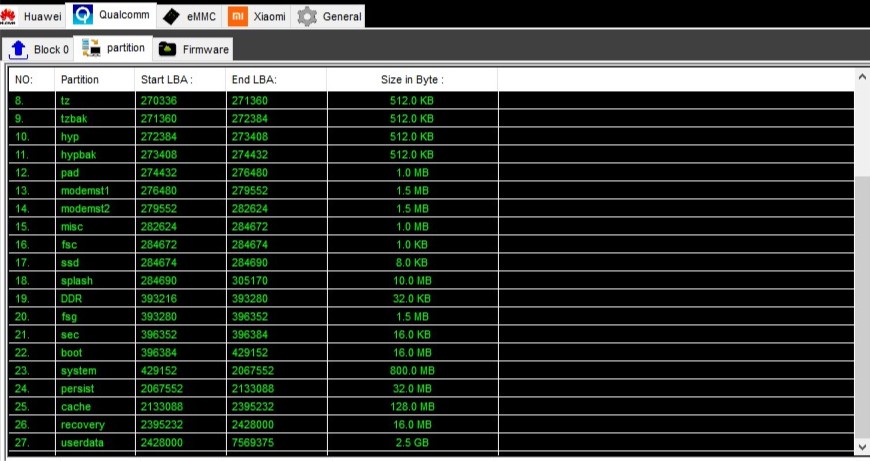 Huawei Qualcomm eMMC Xiaomi General
Block 0 partition Firmware
NO: Partition Start LBA : End LBA: Size in Byte :
8. tz 270336 271360 512.0 KB
9. tzbak 271360 272384 512.0 KB
10. hyp 272384 273408 512.0 KB
11. hypbak 273408 274432 512.0 KB
12. pad 274432 276480 1.0 MB
13. modemst1 276480 279552 1.5 MB
14. modemst2 279552 282624 1.5 MB
15. misc 282624 284672 1.0 MB
16. fsc 284672 284674 1.0 KB
17. ssd 284674 284690 8.0 KB
18. splash 284690 305170 10.0 MB
19. DDR 393216 393280 32.0 KB
20. fsg 393280 396352 1.5 MB
21. sec 396352 396384 16.0 KB
22. boot 396384 429152 16.0 MB
23. system 429152 2067552 800.0 MB
24. persist 2067552 2133088 32.0 MB
25. cache 2133088 2395232 128.0 MB
26. recovery 2395232 2428000 16.0 MB
27. userdata 2428000 7569375 2.5 GB